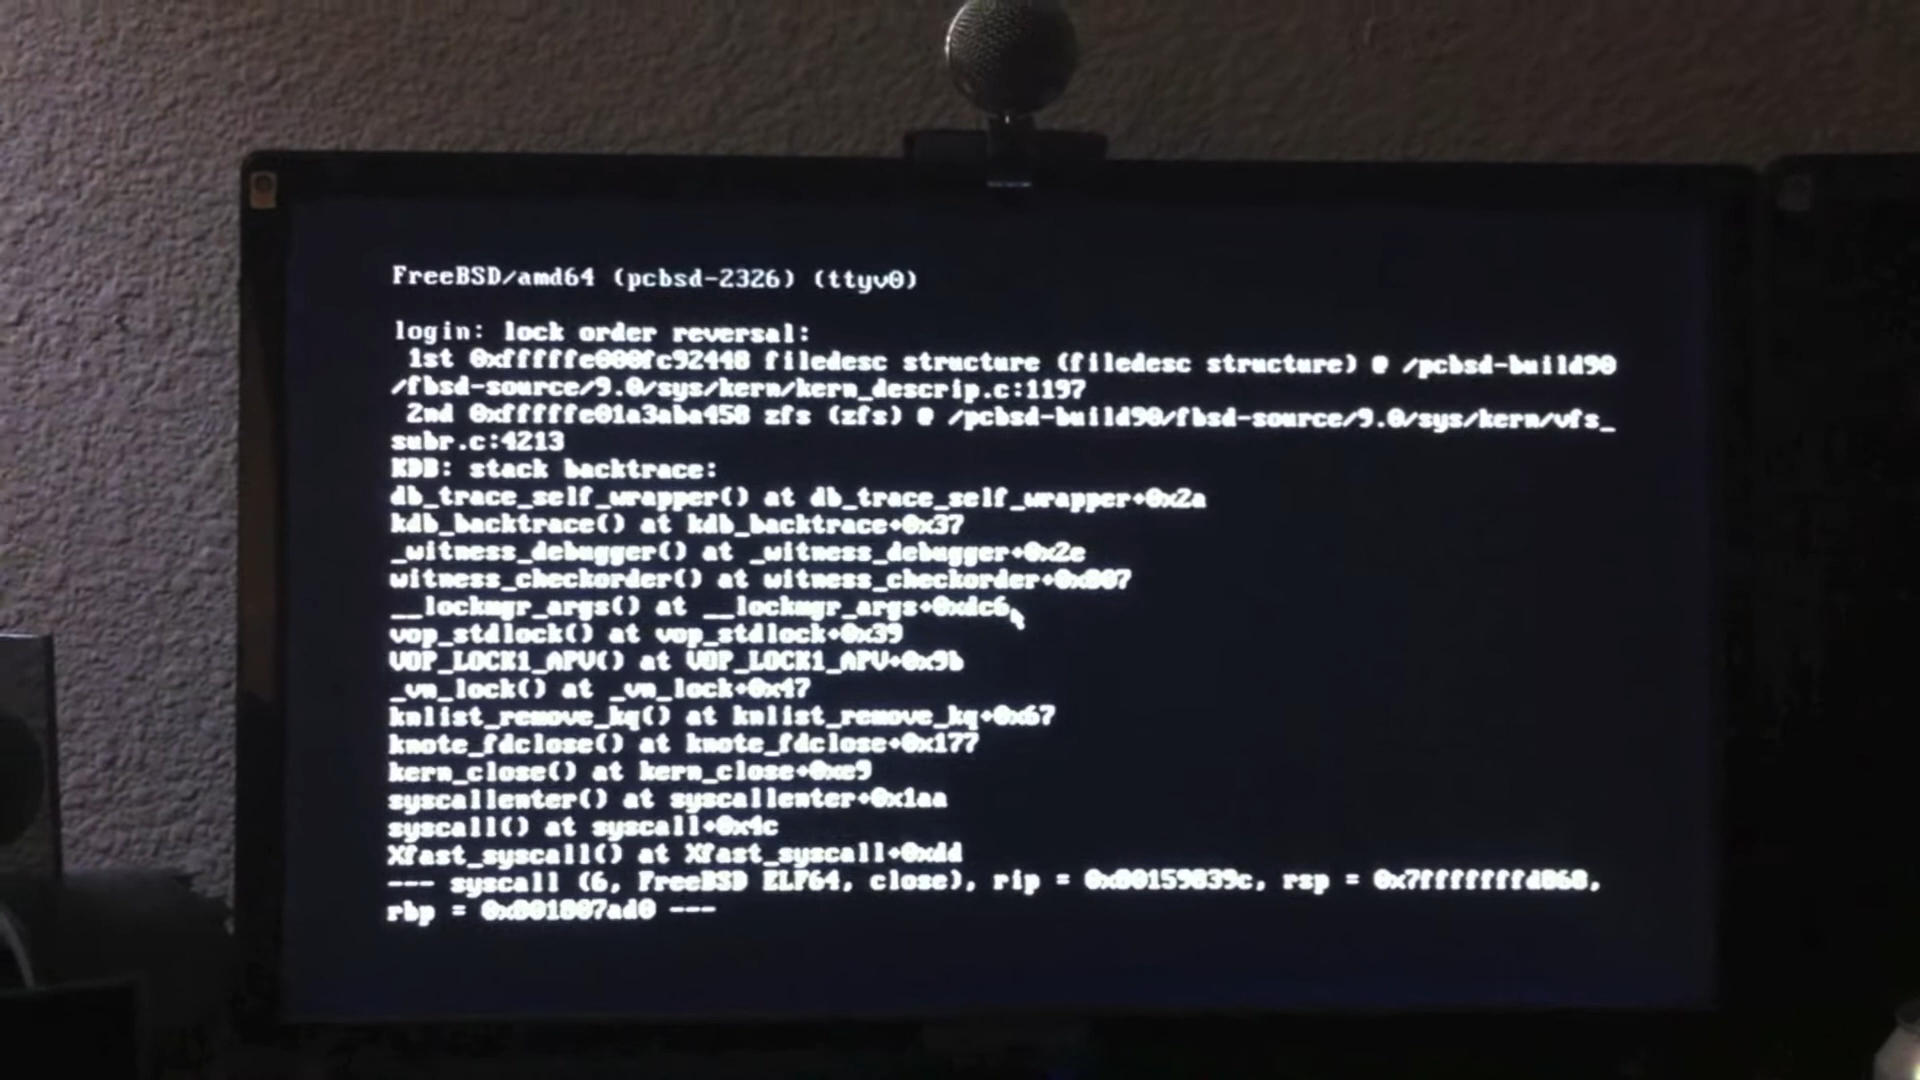 FreeBSD/amd64 (pcbsd-2326) (ttyv0)
login: lock order reversal:
1st 0xfffffe000fc92448 filedesc structure (filedesc structure) @ /pcbsd-build90
/fbsd-source/9.0/sys/kern/kern_descrip.c:1197
2nd 0xfffffe01a3aba458 zfs (zfs) @ /pcbsd-build90/fbsd-source/9.0/sys/kern/vfs_
subr.c:4213
KDB: stack backtrace:
db_trace_self_wrapper() at db_trace_self_wrapper+0x2a
kdb_backtrace() at kdb_backtrace+0x37
_witness_debugger() at _witness_debugger+0x2e
witness_checkorder() at witness_checkorder+0x807
__lockmgr_args() at __lockmgr_args+0xdc6
vop_stdlock() at vop_stdlock+0x39
VOP_LOCK1_APV() at VOP_LOCK1_APV+0x9b
_vn_lock() at _vn_lock+0x47
knlist_remove_kq() at knlist_remove_kq+0x67
knote_fdclose() at knote_fdclose+0x177
kern_close() at kern_close+0xe9
syscallenter() at syscallenter+0x1aa
syscall() at syscall+0x4c
Xfast_syscall() at Xfast_syscall+0xdd
--- syscall (6, FreeBSD ELF64, close), rip = 0x80159839c, rsp = 0x7fffffffd868,
rbp = 0x801807ad0 ---